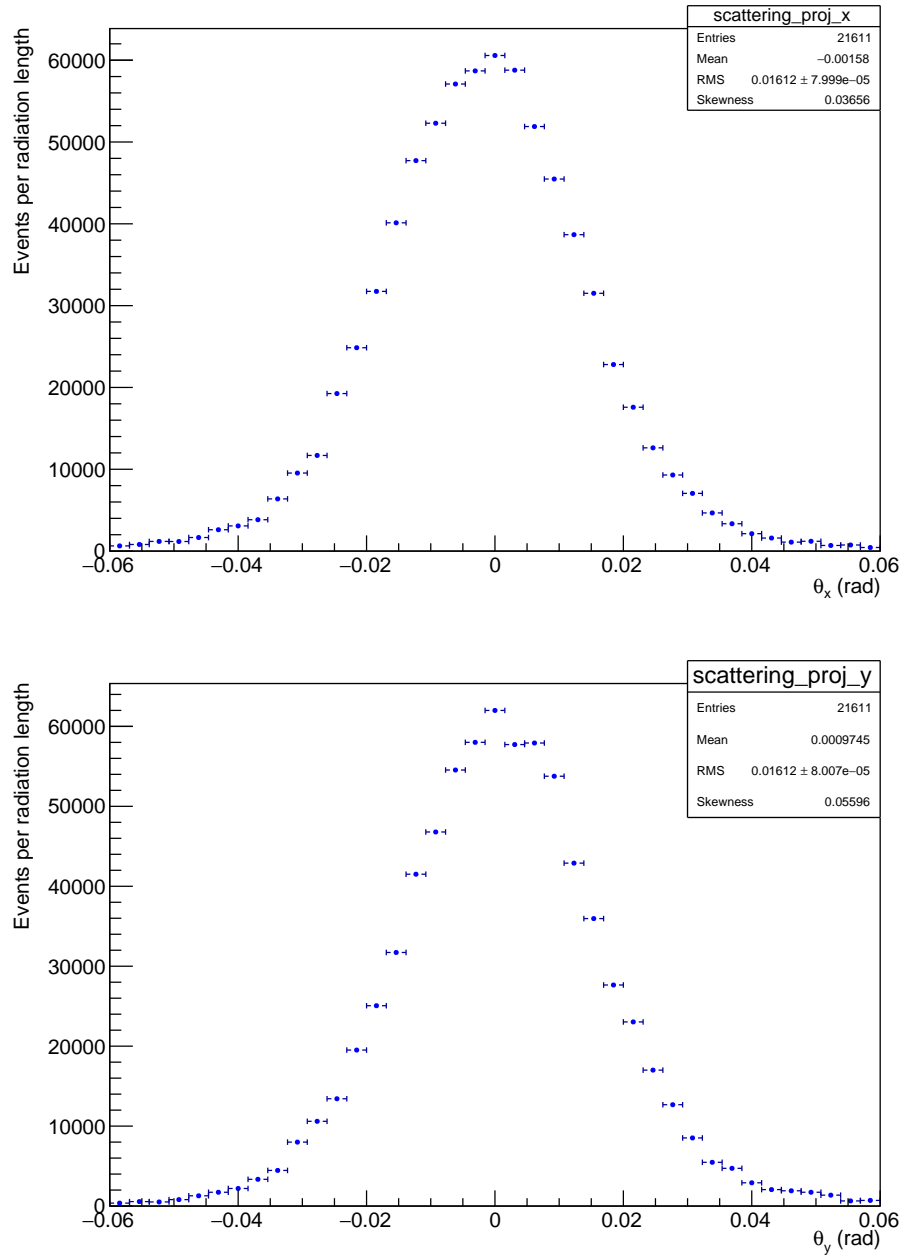 scattering_proj_x
Entries 21611
Mean −0.00158
RMS 0.01612 ± 7.999e−05
Skewness 0.03656
Events per radiation length
60000
50000
40000
30000
20000
10000
0
−0.06 −0.04 −0.02 0 0.02 0.04 0.06
θx (rad)
scattering_proj_y
Entries 21611
Mean 0.0009745
RMS 0.01612 ± 8.007e−05
Skewness 0.05596
Events per radiation length
60000
50000
40000
30000
20000
10000
0
−0.06 −0.04 −0.02 0 0.02 0.04 0.06
θy (rad)